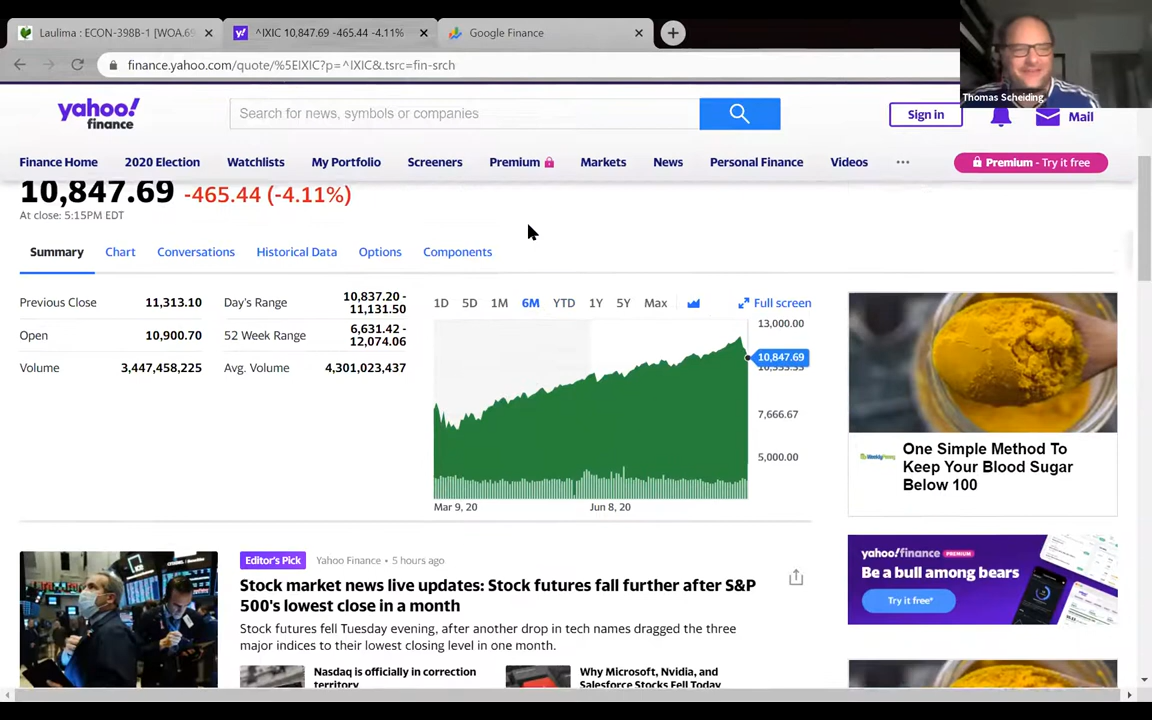 Laulima : ECON-398B-1 [WOA.69
^IXIC 10,847.69 -465.44 -4.11%
Google Finance
finance.yahoo.com/quote/%5EIXIC?p=^IXIC&.tsrc=fin-srch
Thomas Scheiding
yahoo!
finance
Search for news, symbols or companies
Sign in
Mail
Finance Home
2020 Election
Watchlists
My Portfolio
Screeners
Premium
Markets
News
Personal Finance
Videos
Premium - Try it free
10,847.69 -465.44 (-4.11%)
At close: 5:15PM EDT
Summary
Chart
Conversations
Historical Data
Options
Components
Previous Close 11,313.10
Open 10,900.70
Volume 3,447,458,225
Day's Range 10,837.20 -
11,131.50
52 Week Range 6,631.42 -
12,074.06
Avg. Volume 4,301,023,437
1D 5D 1M 6M YTD 1Y 5Y Max
Full screen
13,000.00
10,847.69
7,666.67
5,000.00
Mar 9, 20
Jun 8, 20
One Simple Method To
Keep Your Blood Sugar
Below 100
yahoo!finance PREMIUM
Be a bull among bears
Try it free*
Editor's Pick Yahoo Finance • 5 hours ago
Stock market news live updates: Stock futures fall further after S&P
500's lowest close in a month
Stock futures fell Tuesday evening, after another drop in tech names dragged the three
major indices to their lowest closing level in one month.
Nasdaq is officially in correction
territory
Why Microsoft, Nvidia, and
Salesforce Stocks Fell Today